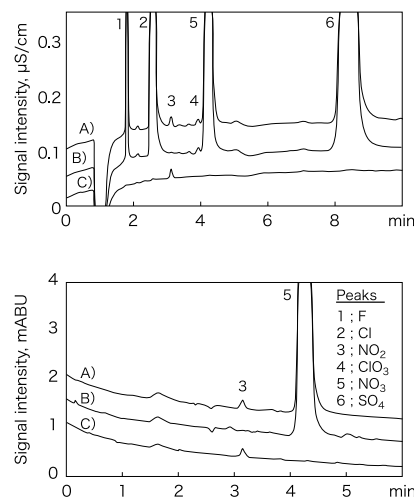 Signal intensity, μS/cm
0.3
0.2
0.1
0
1
2
5
6
3
4
A)
B)
C)
0 2 4 6 8 min
Signal intensity, mABU
4
3
2
1
0
5
3
A)
B)
C)
Peaks
1 ; F
2 ; Cl
3 ; NO₂
4 ; ClO₃
5 ; NO₃
6 ; SO₄
0 1 2 3 4 5 min